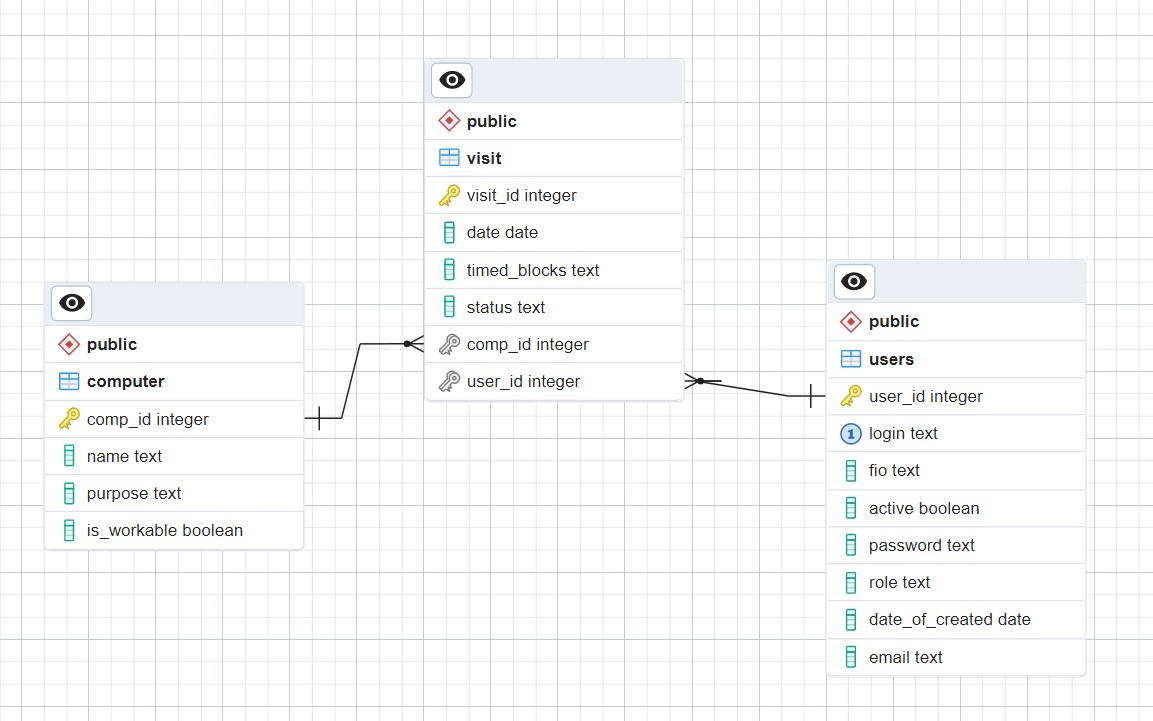 public
visit
visit_id integer
date date
timed_blocks text
status text
comp_id integer
user_id integer
public
computer
comp_id integer
name text
purpose text
is_workable boolean
public
users
user_id integer
1 login text
fio text
active boolean
password text
role text
date_of_created date
email text